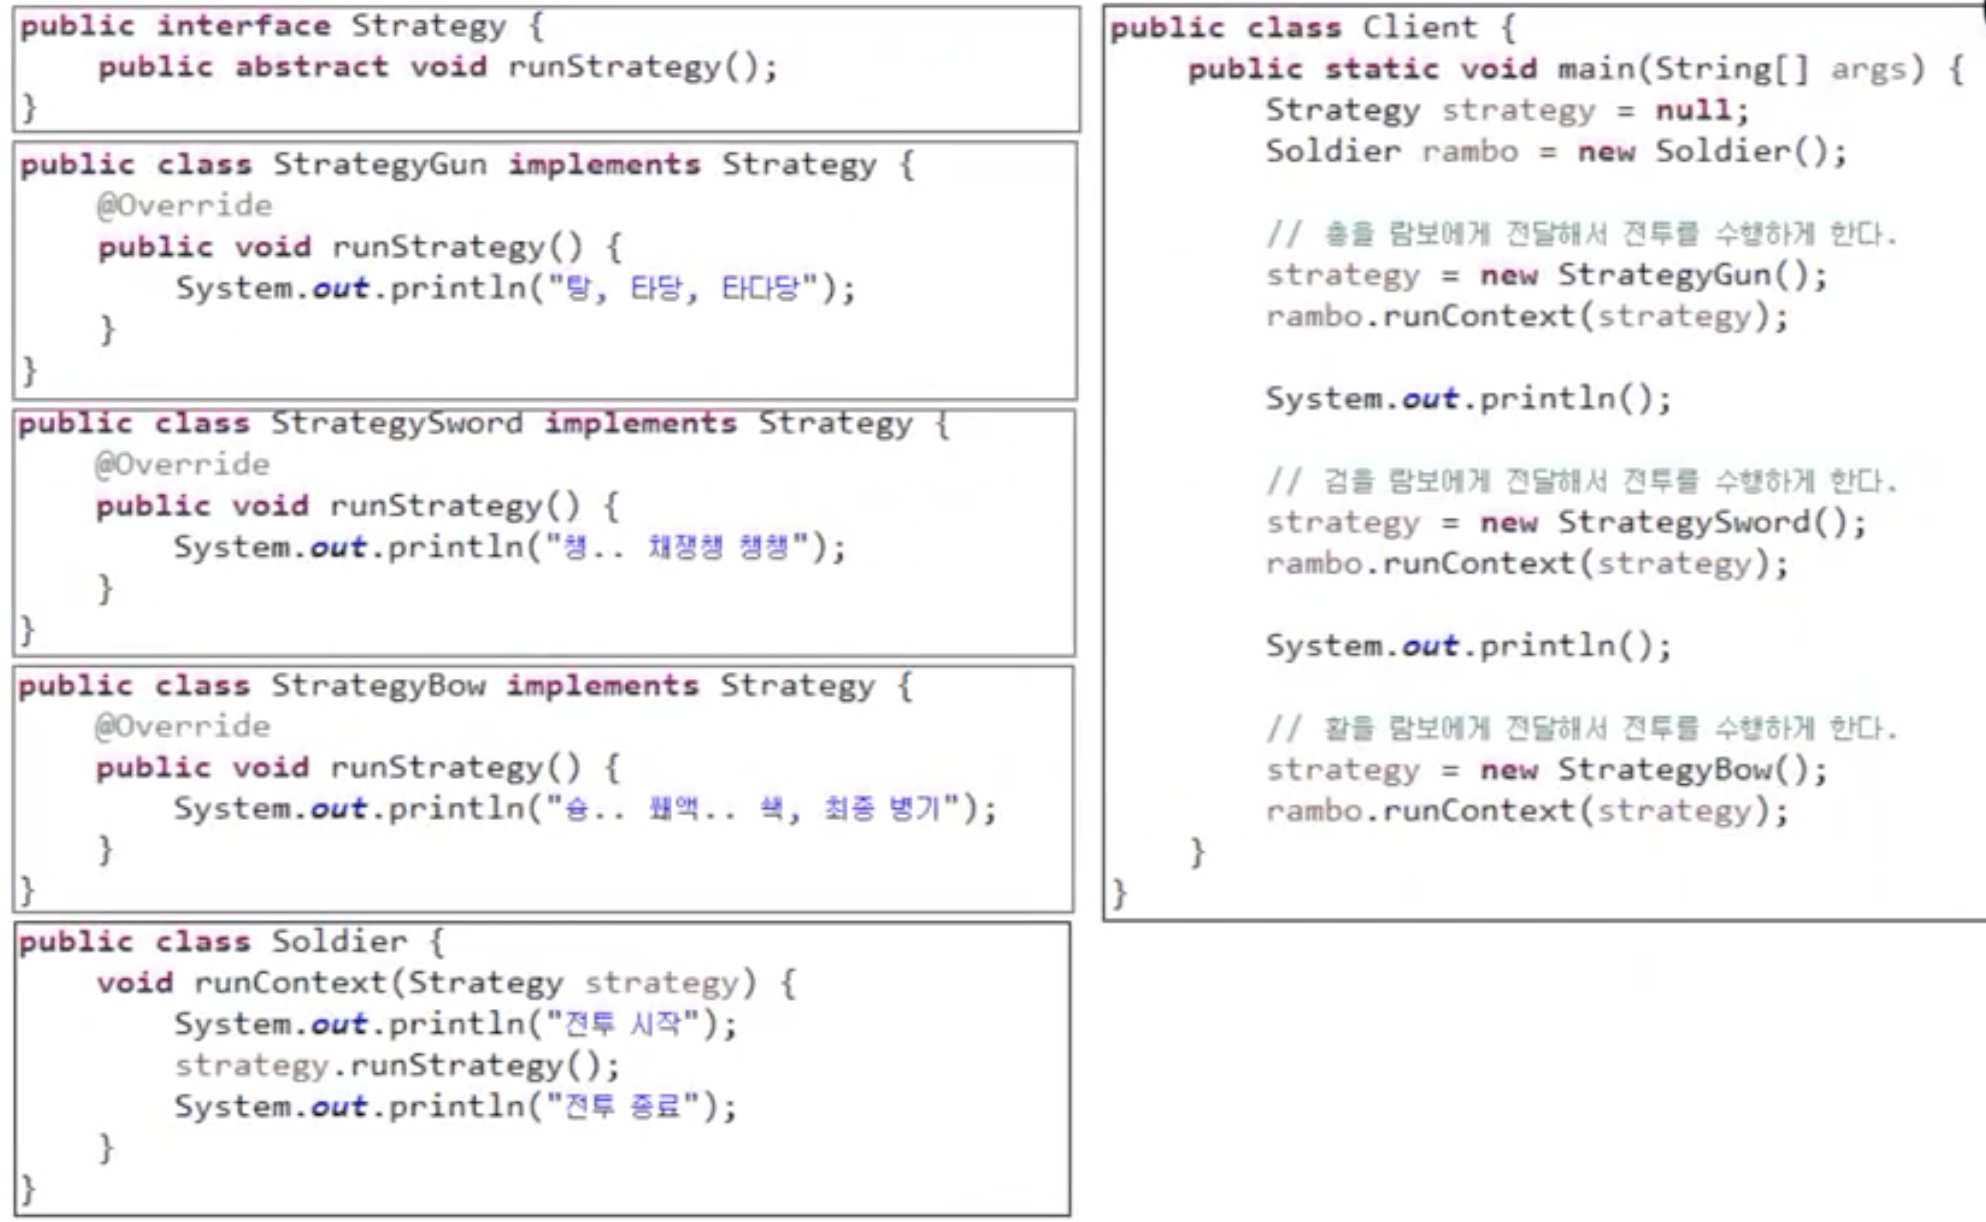 public interface Strategy {
    public abstract void runStrategy();
}
public class StrategyGun implements Strategy {
    @Override
    public void runStrategy() {
        System.out.println("탕, 타당, 타다당");
    }
}
public class StrategySword implements Strategy {
    @Override
    public void runStrategy() {
        System.out.println("챙.. 채쟁챙 챙챙");
    }
}
public class StrategyBow implements Strategy {
    @Override
    public void runStrategy() {
        System.out.println("슝.. 쐐액.. 쉑, 최종 병기");
    }
}
public class Soldier {
    void runContext(Strategy strategy) {
        System.out.println("전투 시작");
        strategy.runStrategy();
        System.out.println("전투 종료");
    }
}
public class Client {
    public static void main(String[] args) {
        Strategy strategy = null;
        Soldier rambo = new Soldier();
        // 총을 람보에게 전달해서 전투를 수행하게 한다.
        strategy = new StrategyGun();
        rambo.runContext(strategy);
        System.out.println();
        // 검을 람보에게 전달해서 전투를 수행하게 한다.
        strategy = new StrategySword();
        rambo.runContext(strategy);
        System.out.println();
        // 활을 람보에게 전달해서 전투를 수행하게 한다.
        strategy = new StrategyBow();
        rambo.runContext(strategy);
    }
}